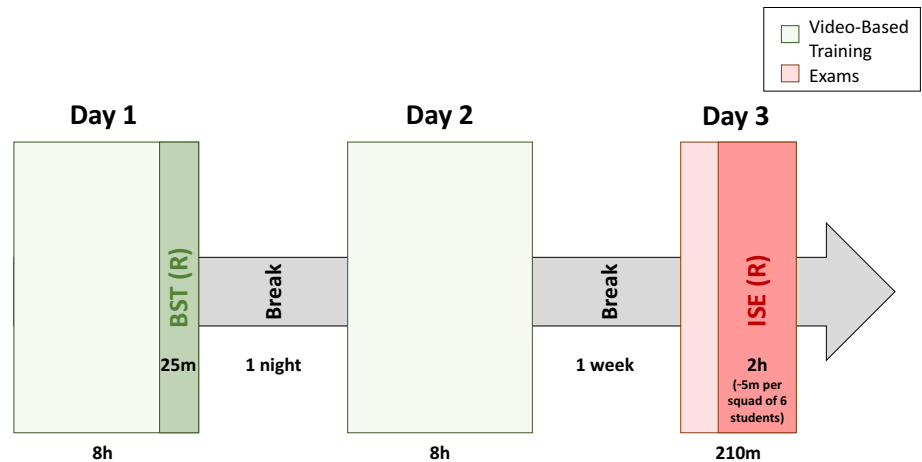 Video-Based
Training
Exams
Day 1
Day 2
Day 3
BST (R)
Break
Break
ISE (R)
25m
1 night
1 week
2h
(~5m per
squad of 6
students)
8h
8h
210m